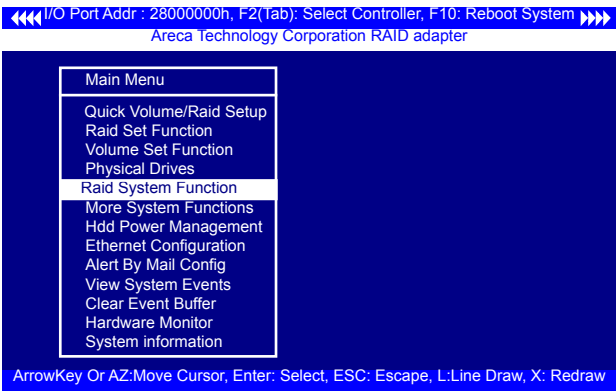 I/O Port Addr : 28000000h, F2(Tab): Select Controller, F10: Reboot System
Areca Technology Corporation RAID adapter
Main Menu
Quick Volume/Raid Setup
Raid Set Function
Volume Set Function
Physical Drives
Raid System Function
More System Functions
Hdd Power Management
Ethernet Configuration
Alert By Mail Config
View System Events
Clear Event Buffer
Hardware Monitor
System information
ArrowKey Or AZ:Move Cursor, Enter: Select, ESC: Escape, L:Line Draw, X: Redraw